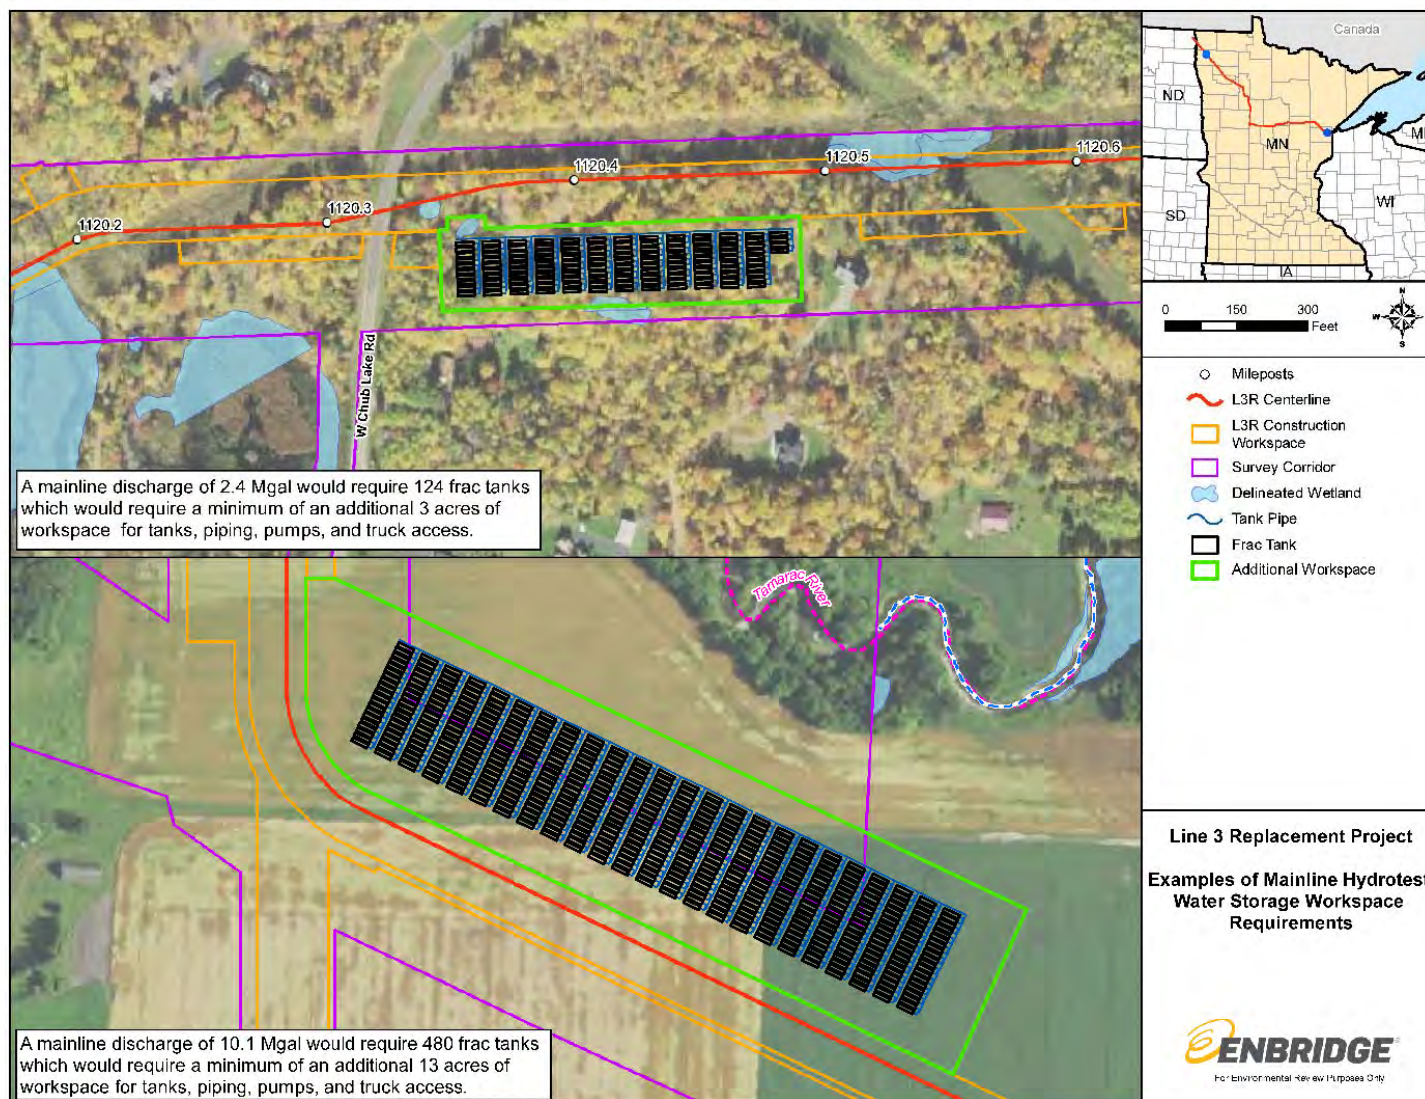 1120.2
1120.3
1120.4
1120.5
1120.6
W Chub Lake Rd
A mainline discharge of 2.4 Mgal would require 124 frac tanks
which would require a minimum of an additional 3 acres of
workspace for tanks, piping, pumps, and truck access.
Tamarac River
A mainline discharge of 10.1 Mgal would require 480 frac tanks
which would require a minimum of an additional 13 acres of
workspace for tanks, piping, pumps, and truck access.
Canada
ND
MN
MI
SD
WI
IA
0 150 300
Feet
N
W E
S
Mileposts
L3R Centerline
L3R Construction
Workspace
Survey Corridor
Delineated Wetland
Tank Pipe
Frac Tank
Additional Workspace
Line 3 Replacement Project
Examples of Mainline Hydrotest
Water Storage Workspace
Requirements
ENBRIDGE
For Environmental Review Purposes Only